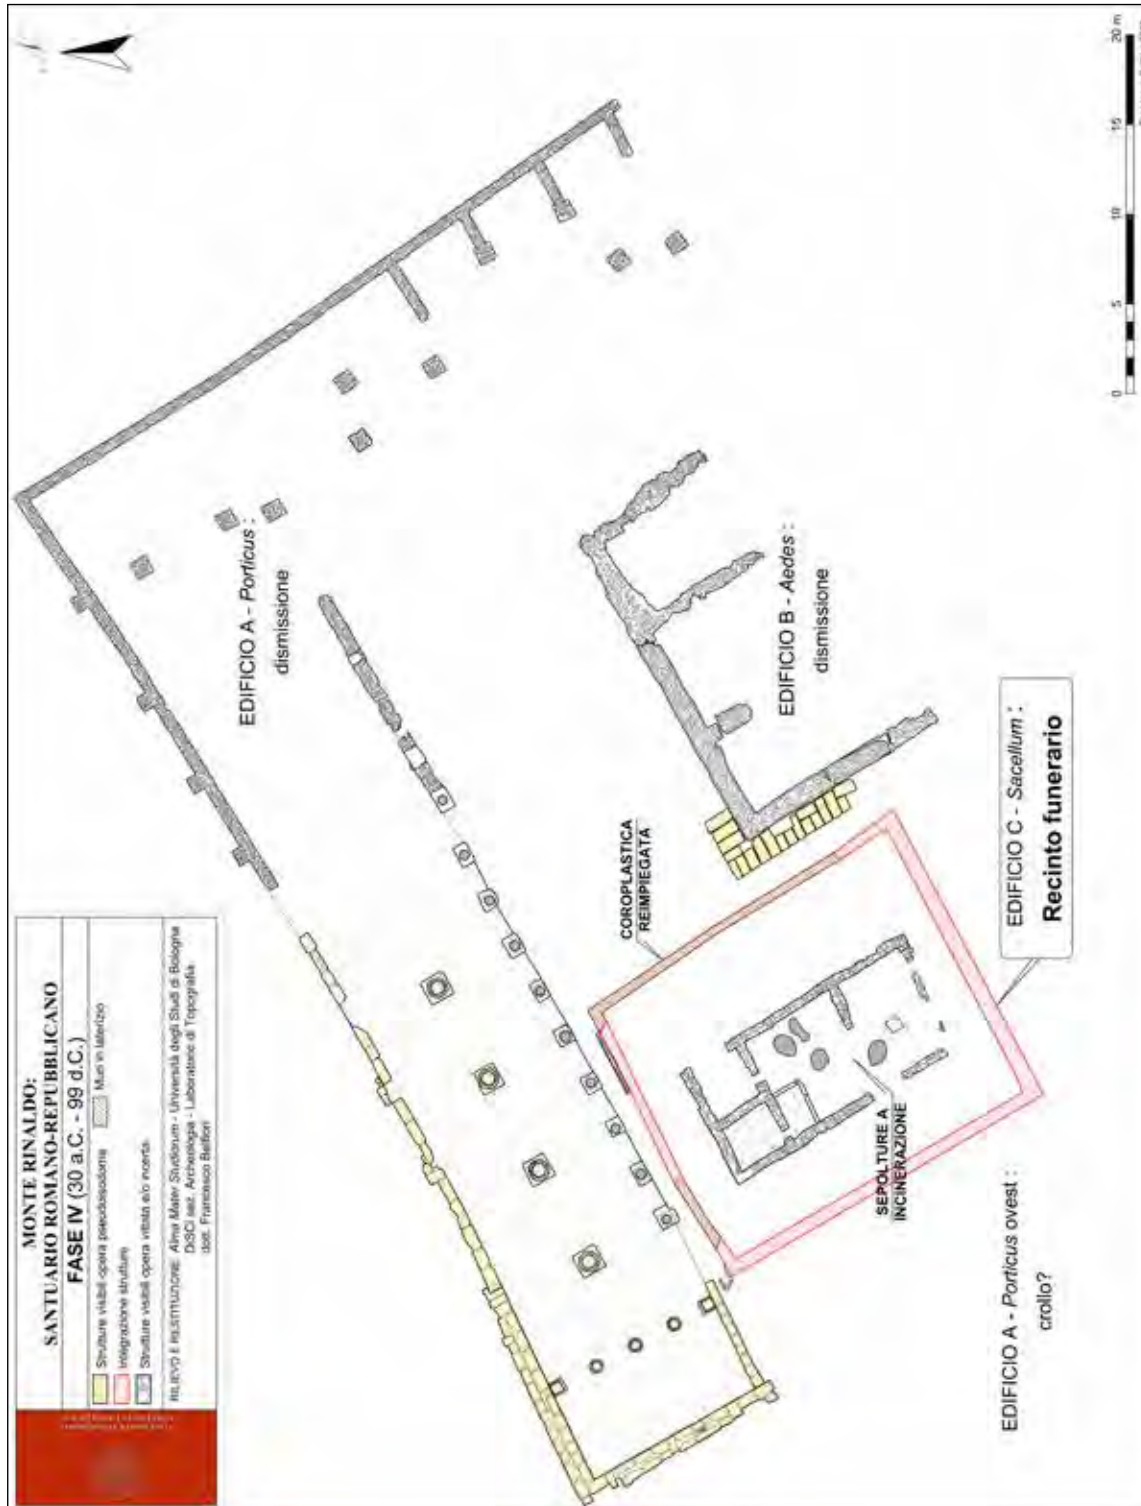 MONTE RINALDO:
SANTUARIO ROMANO-REPUBBLICANO
FASE IV (30 a.C. - 99 d.C.)
Strutture visibili opera pseudoisodoma
Muri in laterizio
Integrazione strutture
Strutture visibili opera vittata e/o incerta
RILIEVO E RESTITUZIONE: Alma Mater Studiorum - Università degli Studi di Bologna
DiSCi sez. Archeologia - Laboratorio di Topografia
dott. Francesco Belfiori
EDIFICIO A - Porticus :
dismissione
EDIFICIO B - Aedes :
dismissione
COROPLASTICA
REIMPIEGATA
EDIFICIO C - Sacellum :
Recinto funerario
SEPOLTURE A
INCINERAZIONE
EDIFICIO A - Porticus ovest :
crollo?
0 5 10 15 20 m